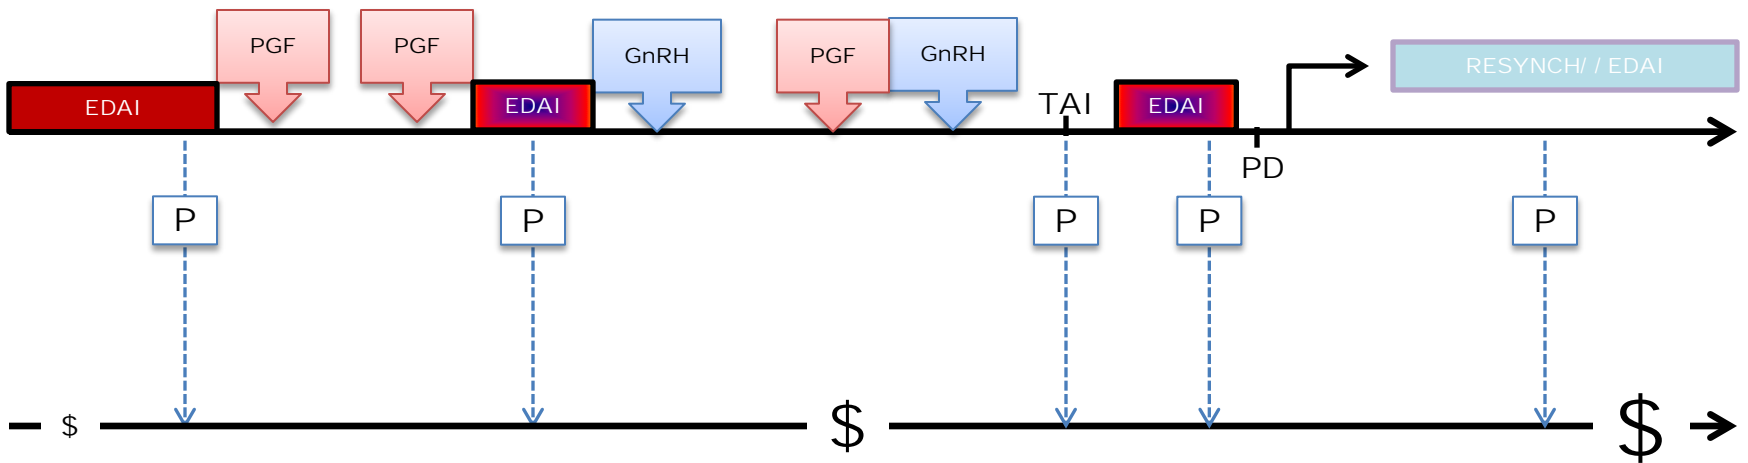 PGF
PGF
GnRH
PGF
GnRH
RESYNCH/ / EDAI
EDAI
EDAI
TAI
EDAI
PD
P
P
P
P
P
$
$
$